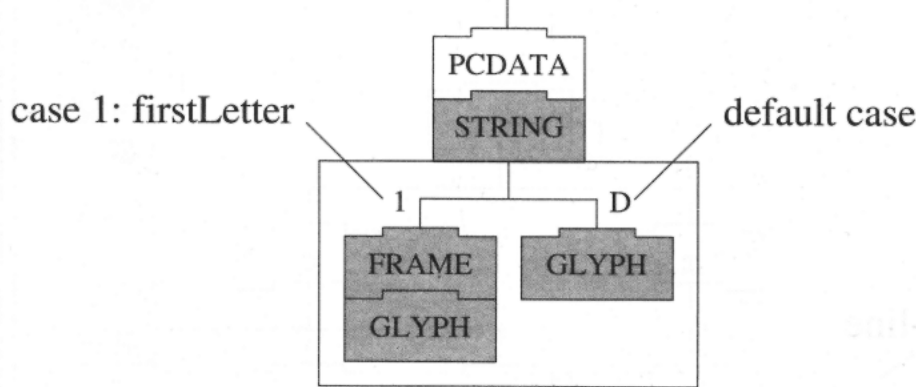 PCDATA
case 1: firstLetter
STRING
default case
1
D
FRAME
GLYPH
GLYPH